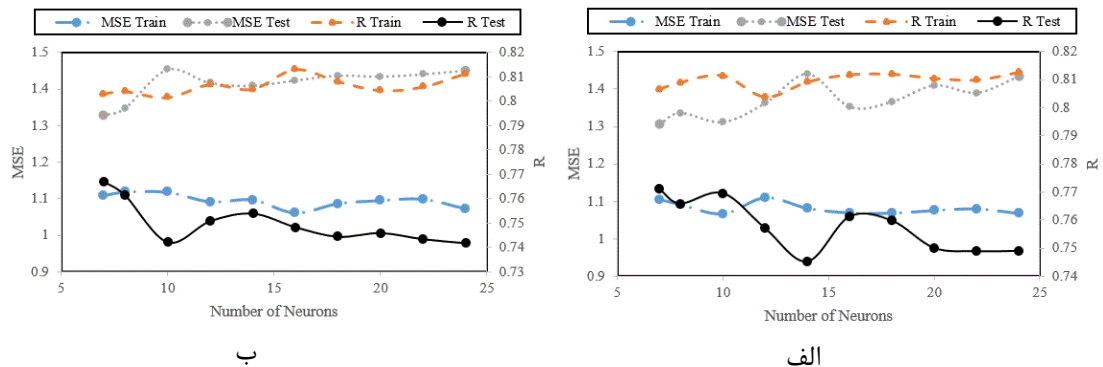 MSE Train MSE Test R Train R Test
1.5 0.82
1.4 0.81
0.8
1.3 0.79
0.78
1.2 0.77
1.1 0.76
0.75
1 0.74
0.9 0.73
5 10 15 20 25
MSE
R
Number of Neurons
ب
MSE Train MSE Test R Train R Test
1.5 0.82
1.4 0.81
0.8
1.3 0.79
1.2 0.78
1.1 0.77
0.76
1 0.75
0.9 0.74
5 10 15 20 25
MSE
R
Number of Neurons
الف